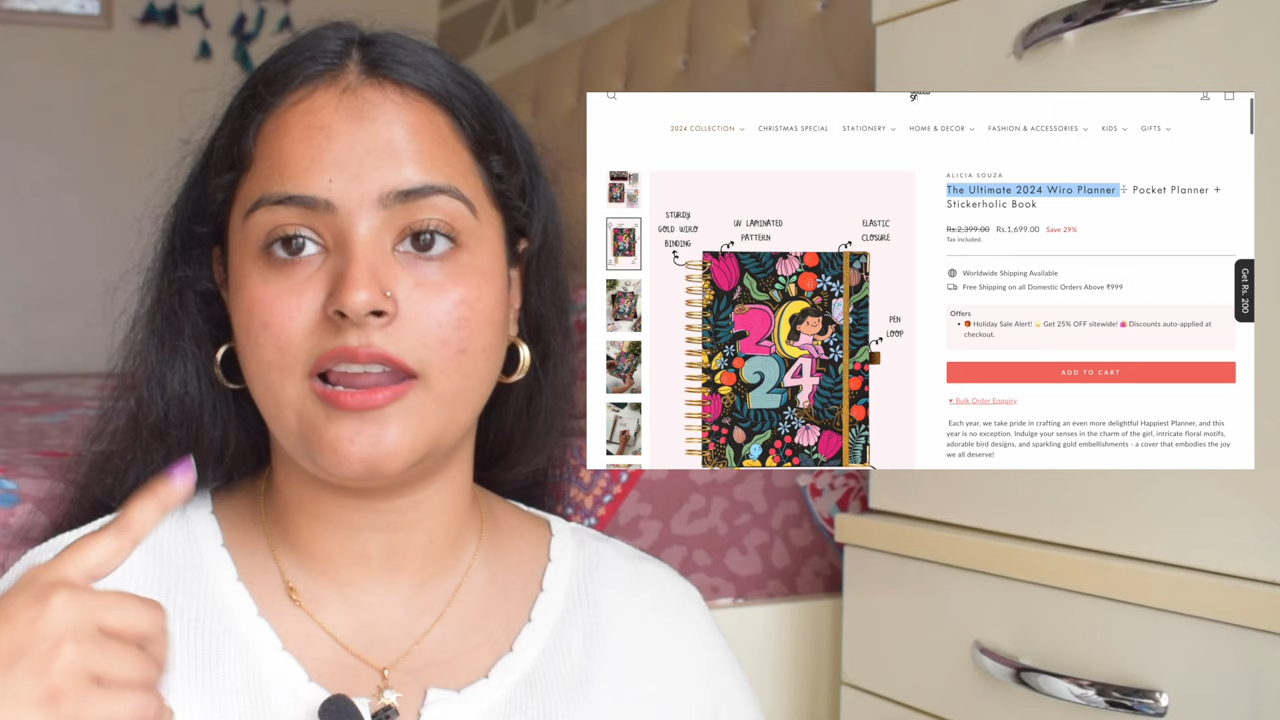 2024 COLLECTION CHRISTMAS SPECIAL STATIONERY HOME & DECOR FASHION & ACCESSORIES KIDS GIFTS
ALICIA SOUZA
The Ultimate 2024 Wiro Planner + Pocket Planner +
Stickerholic Book
Rs.2,399.00 Rs.1,699.00 Save 29%
Tax included.
Worldwide Shipping Available
Free Shipping on all Domestic Orders Above ₹999
Offers
🎁 Holiday Sale Alert! 💡 Get 25% OFF sitewide! 🛍️ Discounts auto-applied at
checkout.
ADD TO CART
♥ Bulk Order Enquiry
Each year, we take pride in crafting an even more delightful Happiest Planner, and this
year is no exception. Indulge your senses in the charm of the girl, intricate floral motifs,
adorable bird designs, and sparkling gold embellishments - a cover that embodies the joy
we all deserve!
Get Rs. 200
STURDY
GOLD WIRO
BINDING
UV LAMINATED
PATTERN
ELASTIC
CLOSURE
PEN
LOOP
20
24